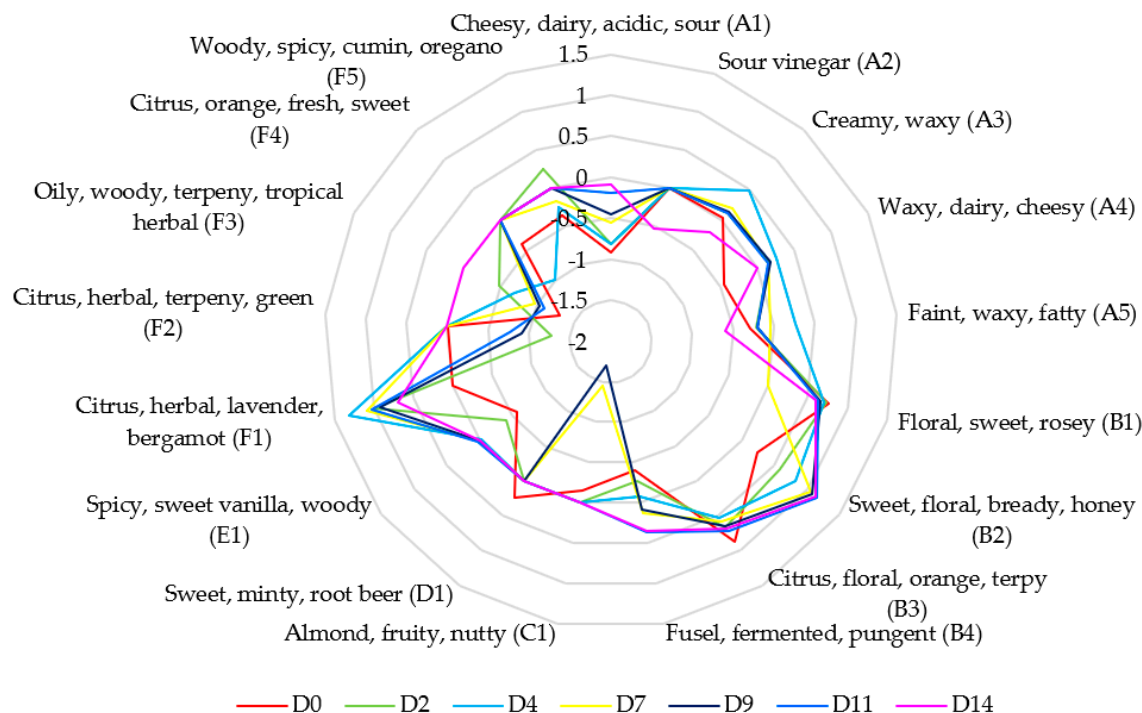 Cheesy, dairy, acidic, sour (A1)
Sour vinegar (A2)
Creamy, waxy (A3)
Waxy, dairy, cheesy (A4)
Faint, waxy, fatty (A5)
Floral, sweet, rosey (B1)
Sweet, floral, bready, honey
(B2)
Citrus, floral, orange, terpy
(B3)
Fusel, fermented, pungent (B4)
Almond, fruity, nutty (C1)
Sweet, minty, root beer (D1)
Spicy, sweet vanilla, woody
(E1)
Citrus, herbal, lavender,
bergamot (F1)
Citrus, herbal, terpeny, green
(F2)
Oily, woody, terpeny, tropical
herbal (F3)
Citrus, orange, fresh, sweet
(F4)
Woody, spicy, cumin, oregano
(F5)
1.5
1
0.5
0
-0.5
-1
-1.5
-2
D0 D2 D4 D7 D9 D11 D14